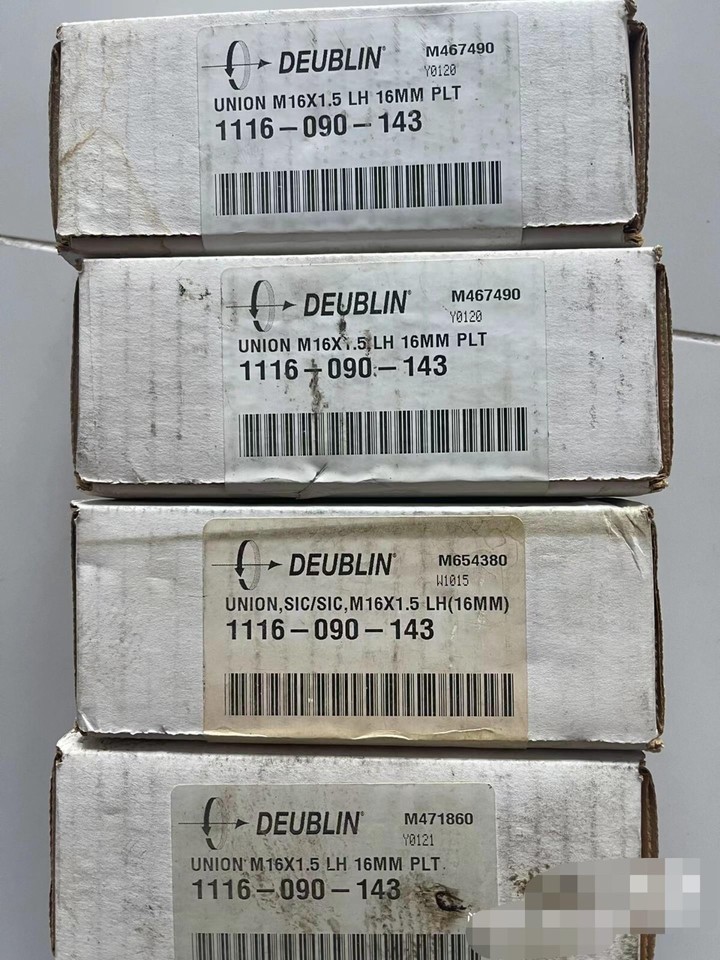 DEUBLIN® M467490
Y0120
UNION M16X1.5 LH 16MM PLT
1116-090-143
DEUBLIN® M467490
Y0120
UNION M16X1.5 LH 16MM PLT
1116-090-143
DEUBLIN® M654380
W1015
UNION,SIC/SIC,M16X1.5 LH(16MM)
1116-090-143
DEUBLIN® M471860
Y0121
UNION M16X1.5 LH 16MM PLT
1116-090-143